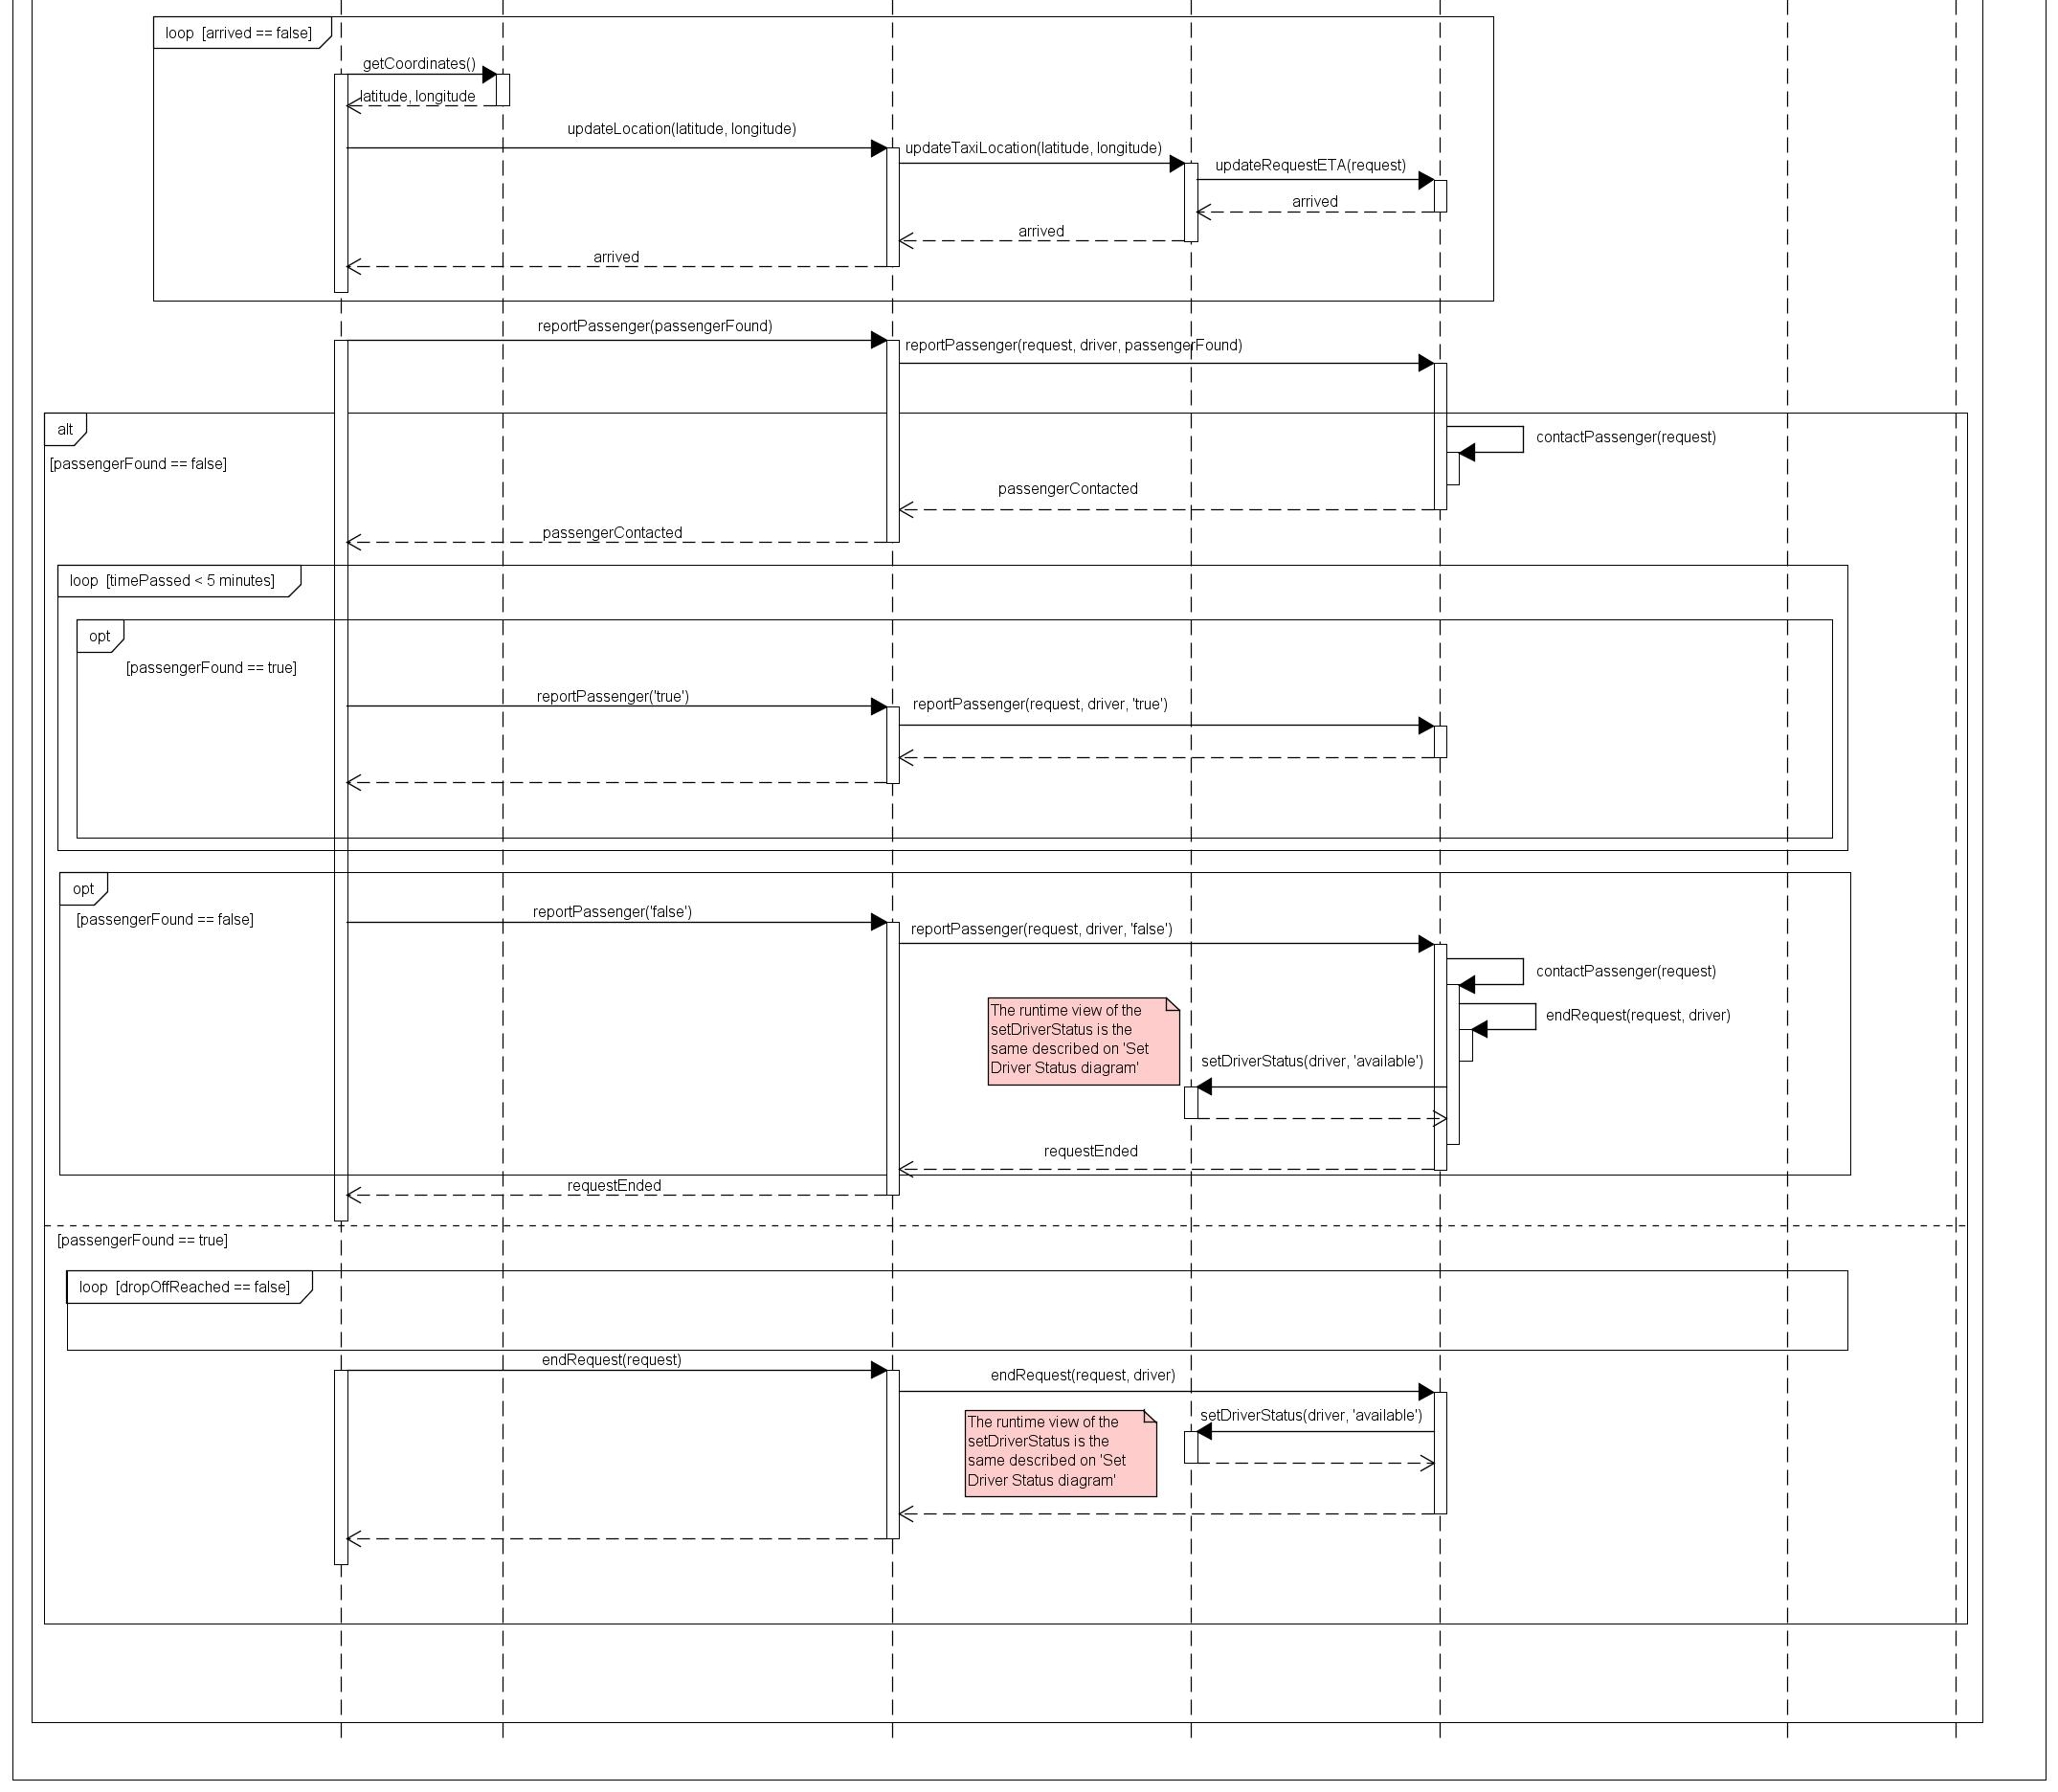 loop [arrived == false]
getCoordinates()
latitude, longitude
updateLocation(latitude, longitude)
updateTaxiLocation(latitude, longitude)
updateRequestETA(request)
arrived
arrived
arrived
reportPassenger(passengerFound)
reportPassenger(request, driver, passengerFound)
alt
contactPassenger(request)
[passengerFound == false]
passengerContacted
passengerContacted
loop [timePassed < 5 minutes]
opt
[passengerFound == true]
reportPassenger('true')
reportPassenger(request, driver, 'true')
opt
[passengerFound == false]
reportPassenger('false')
reportPassenger(request, driver, 'false')
contactPassenger(request)
The runtime view of the
setDriverStatus is the
same described on 'Set
Driver Status diagram'
endRequest(request, driver)
setDriverStatus(driver, 'available')
requestEnded
requestEnded
[passengerFound == true]
loop [dropOffReached == false]
endRequest(request)
endRequest(request, driver)
setDriverStatus(driver, 'available')
The runtime view of the
setDriverStatus is the
same described on 'Set
Driver Status diagram'